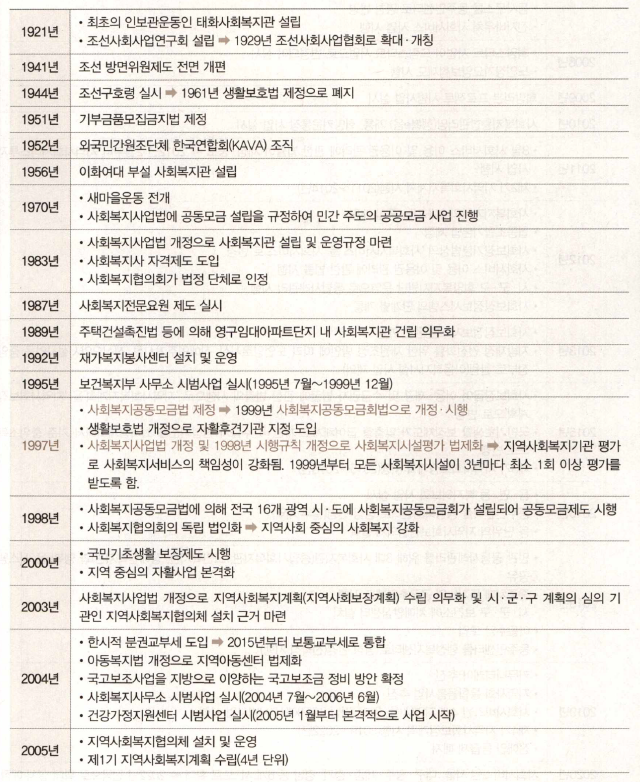 1921년
• 최초의 인보관운동인 태화사회복지관 설립
• 조선사회사업연구회 설립 ➡ 1929년 조선사회사업협회로 확대 · 개칭
1941년
조선 방면위원제도 전면 개편
1944년
조선구호령 실시 ➡ 1961년 생활보호법 제정으로 폐지
1951년
기부금품모집금지법 제정
1952년
외국민간원조단체 한국연합회(KAVA) 조직
1956년
이화여대 부설 사회복지관 설립
1970년
• 새마을운동 전개
• 사회복지사업법에 공동모금 설립을 규정하여 민간 주도의 공공모금 사업 진행
1983년
• 사회복지사업법 개정으로 사회복지관 설립 및 운영규정 마련
• 사회복지사 자격제도 도입
• 사회복지협의회가 법정 단체로 인정
1987년
사회복지전문요원 제도 실시
1989년
주택건설촉진법 등에 의해 영구임대아파트단지 내 사회복지관 건립 의무화
1992년
재가복지봉사센터 설치 및 운영
1995년
보건복지부 사무소 시범사업 실시(1995년 7월~1999년 12월)
1997년
• 사회복지공동모금법 제정 ➡ 1999년 사회복지공동모금회법으로 개정 · 시행
• 생활보호법 개정으로 자활후견기관 지정 도입
• 사회복지사업법 개정 및 1998년 시행규칙 개정으로 사회복지시설평가 법제화 ➡ 지역사회복지기관 평가
로 사회복지서비스의 책임성이 강화됨. 1999년부터 모든 사회복지시설이 3년마다 최소 1회 이상 평가를
받도록 함.
1998년
• 사회복지공동모금법에 의해 전국 16개 광역 시 · 도에 사회복지공동모금회가 설립되어 공동모금제도 시행
• 사회복지협의회의 독립 법인화 ➡ 지역사회 중심의 사회복지 강화
2000년
• 국민기초생활 보장제도 시행
• 지역 중심의 자활사업 본격화
2003년
사회복지사업법 개정으로 지역사회복지계획(지역사회보장계획) 수립 의무화 및 시 · 군 · 구 계획의 심의 기
관인 지역사회복지협의체 설치 근거 마련
2004년
• 한시적 분권교부세 도입 ➡ 2015년부터 보통교부세로 통합
• 아동복지법 개정으로 지역아동센터 법제화
• 국고보조사업을 지방으로 이양하는 국고보조금 정비 방안 확정
• 사회복지사무소 시범사업 실시(2004년 7월~2006년 6월)
• 건강가정지원센터 시범사업 실시(2005년 1월부터 본격적으로 사업 시작)
2005년
• 지역사회복지협의체 설치 및 운영
• 제1기 지역사회복지계획 수립(4년 단위)